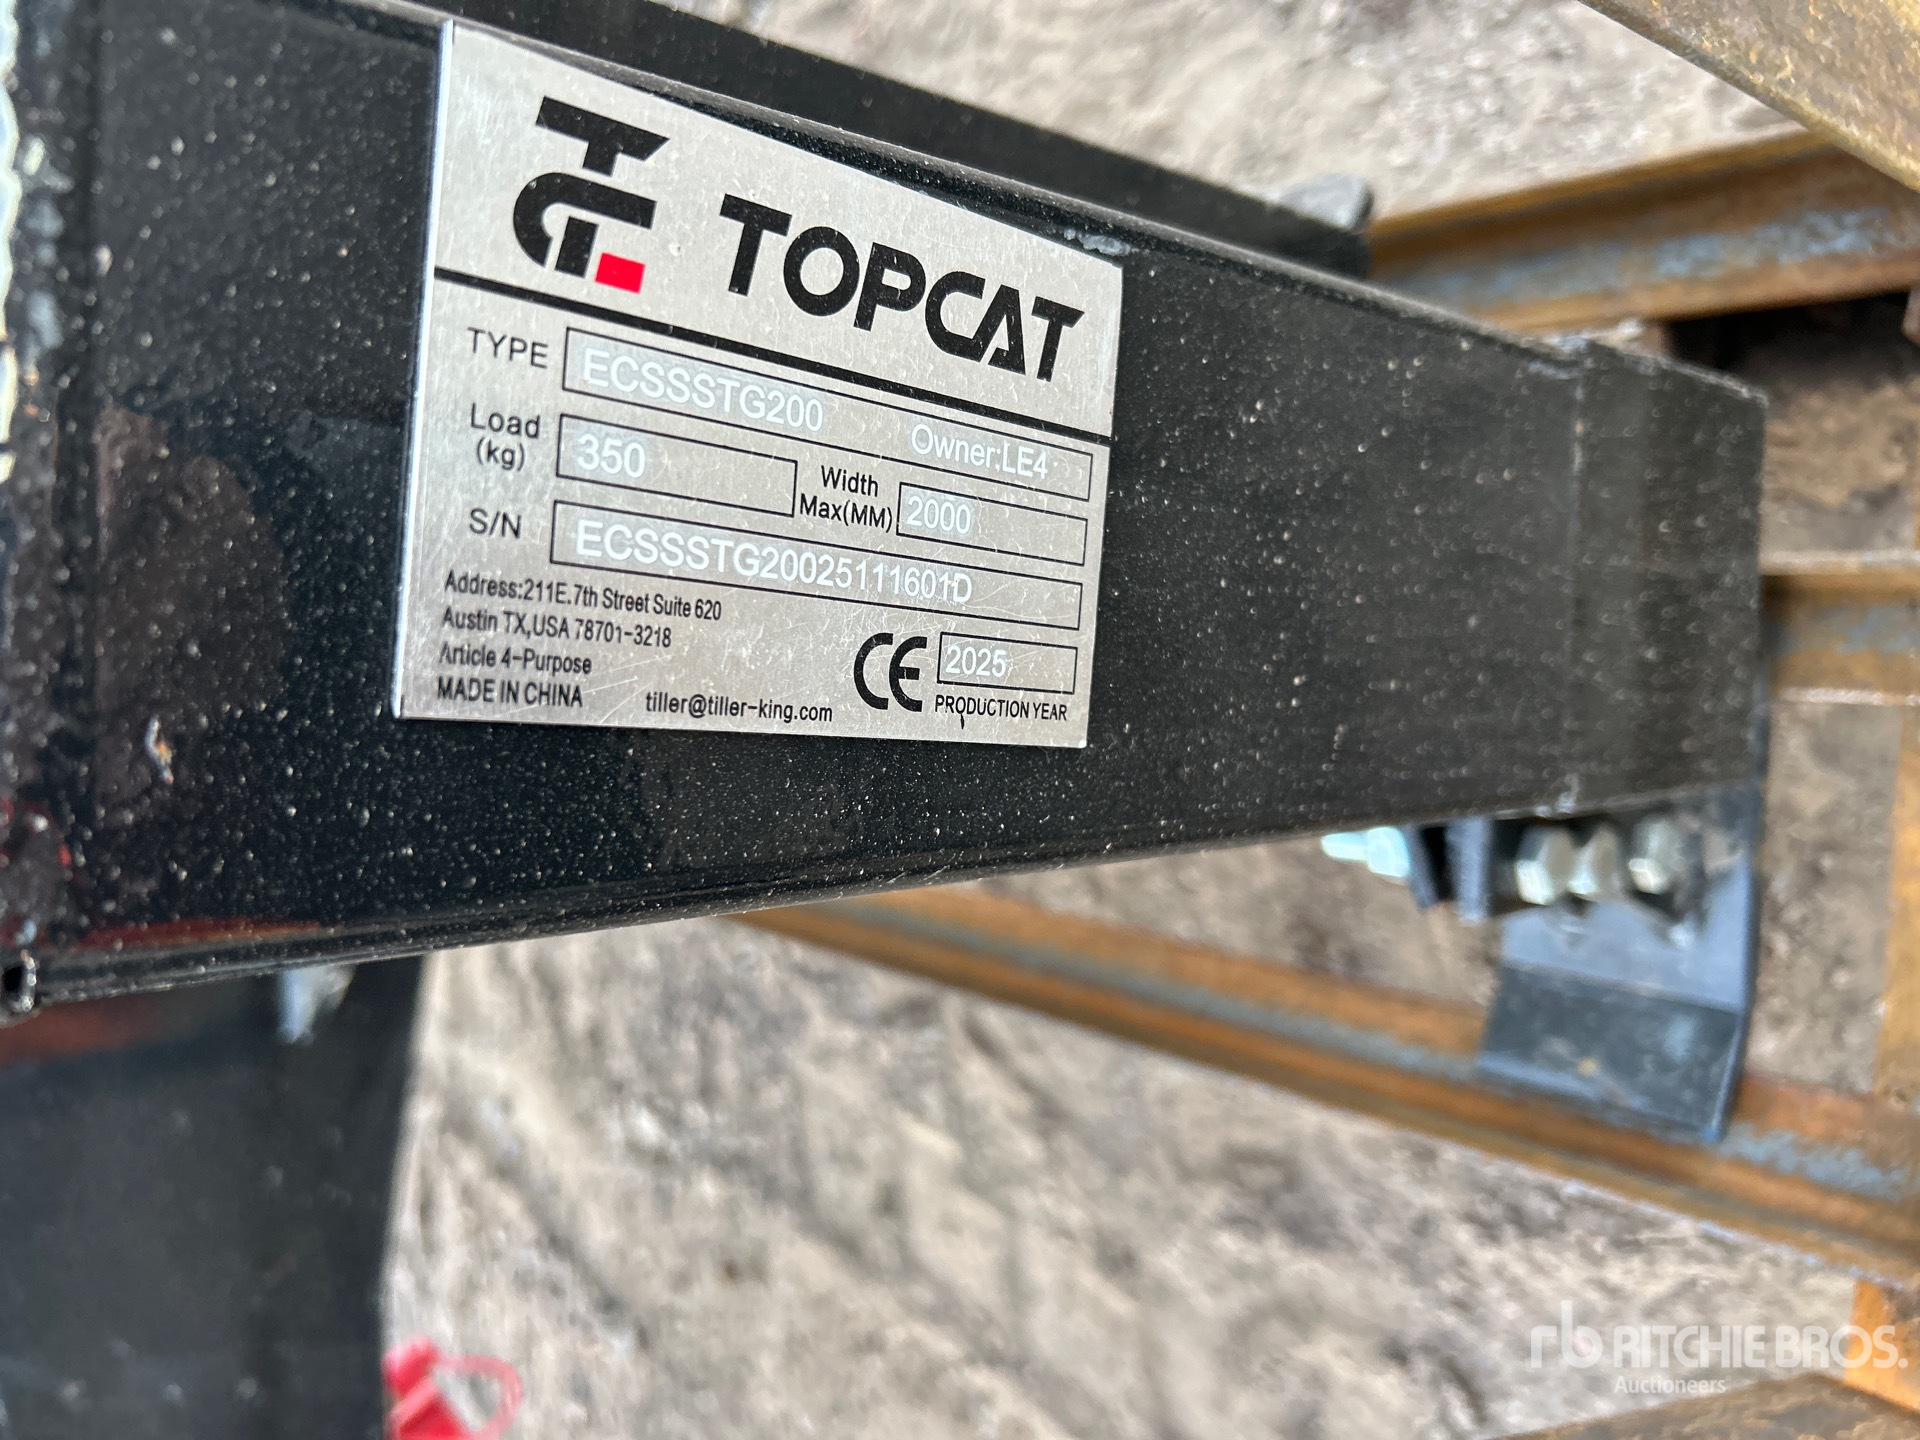 TOPCAT
TYPE ECSSSTG200 Owner:LE4
Load (kg) 350 Width Max(MM) 2000
S/N ECSSSTG20025111601D
Address:211E.7th Street Suite 620
Austin TX,USA 78701-3218
Article 4-Purpose
MADE IN CHINA
tiller@tiller-king.com
CE 2025
PRODUCTION YEAR
rb RITCHIE BROS.
Auctioneers